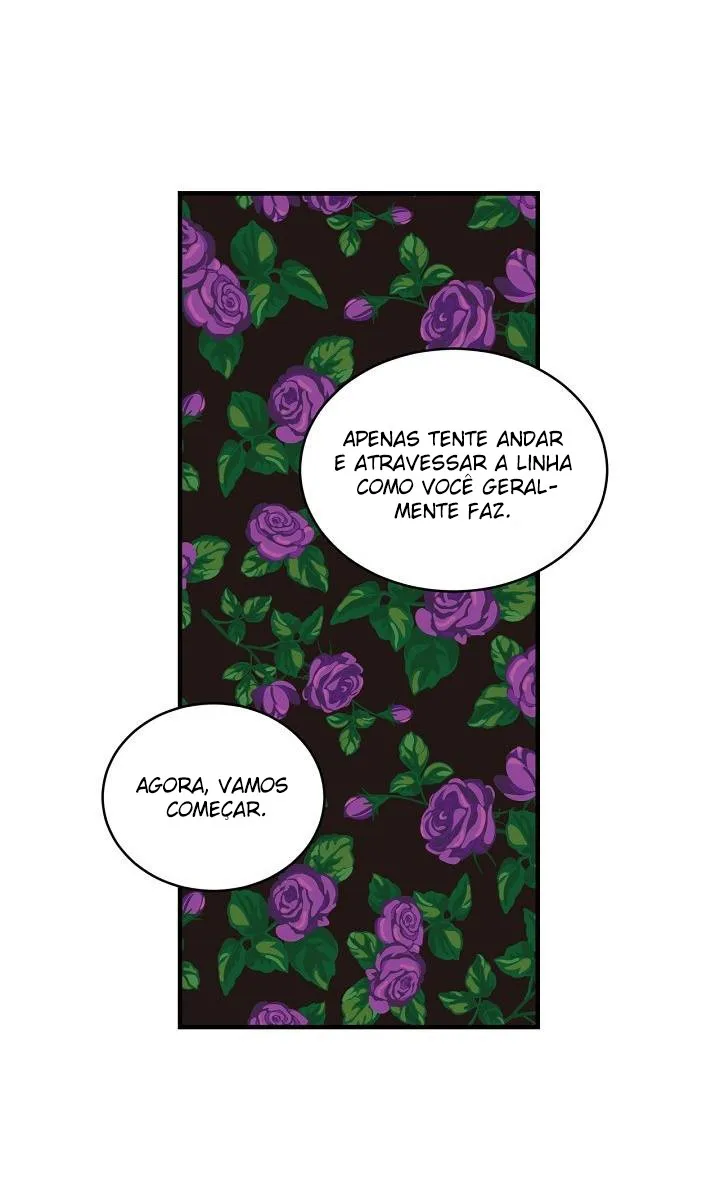 APENAS TENTE ANDAR
E ATRAVESSAR A LINHA
COMO VOCÊ GERAL-
MENTE FAZ.
AGORA, VAMOS
COMEÇAR.